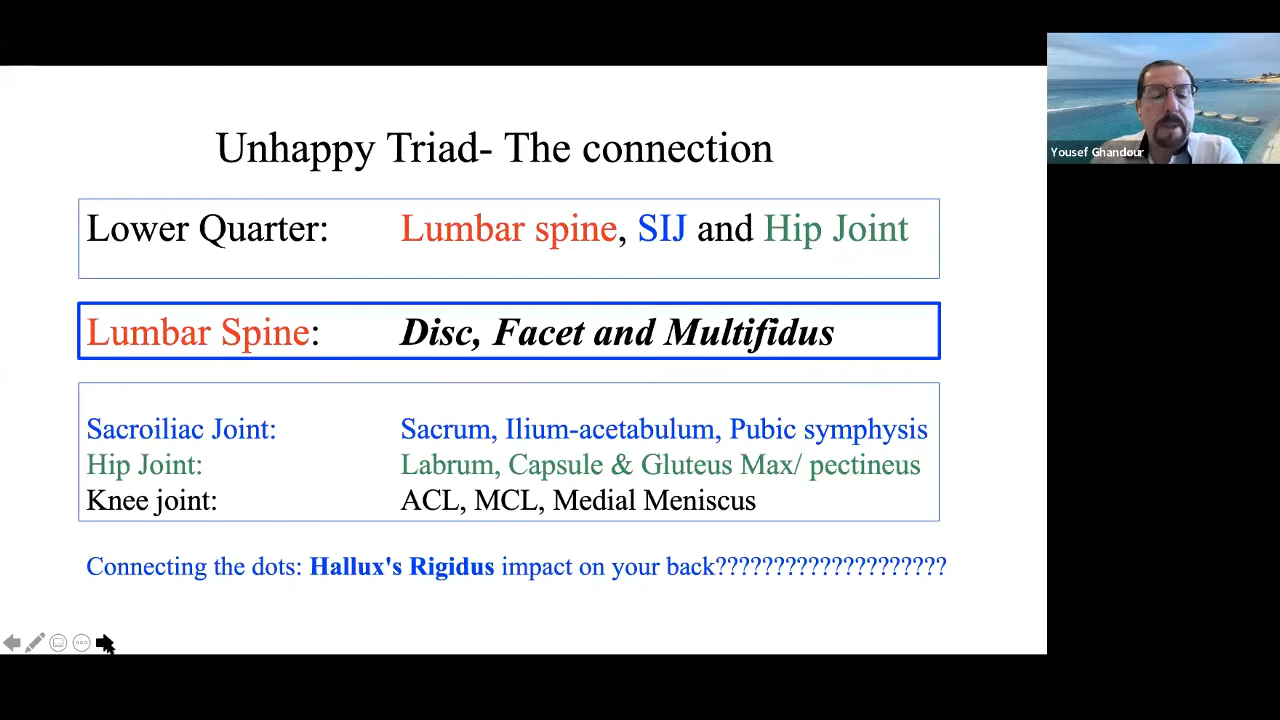 Unhappy Triad- The connection
Lower Quarter: Lumbar spine, SIJ and Hip Joint
Lumbar Spine: Disc, Facet and Multifidus
Sacroiliac Joint: Sacrum, Ilium-acetabulum, Pubic symphysis
Hip Joint: Labrum, Capsule & Gluteus Max/ pectineus
Knee joint: ACL, MCL, Medial Meniscus
Connecting the dots: Hallux's Rigidus impact on your back????????????????????
Yousef Ghandour